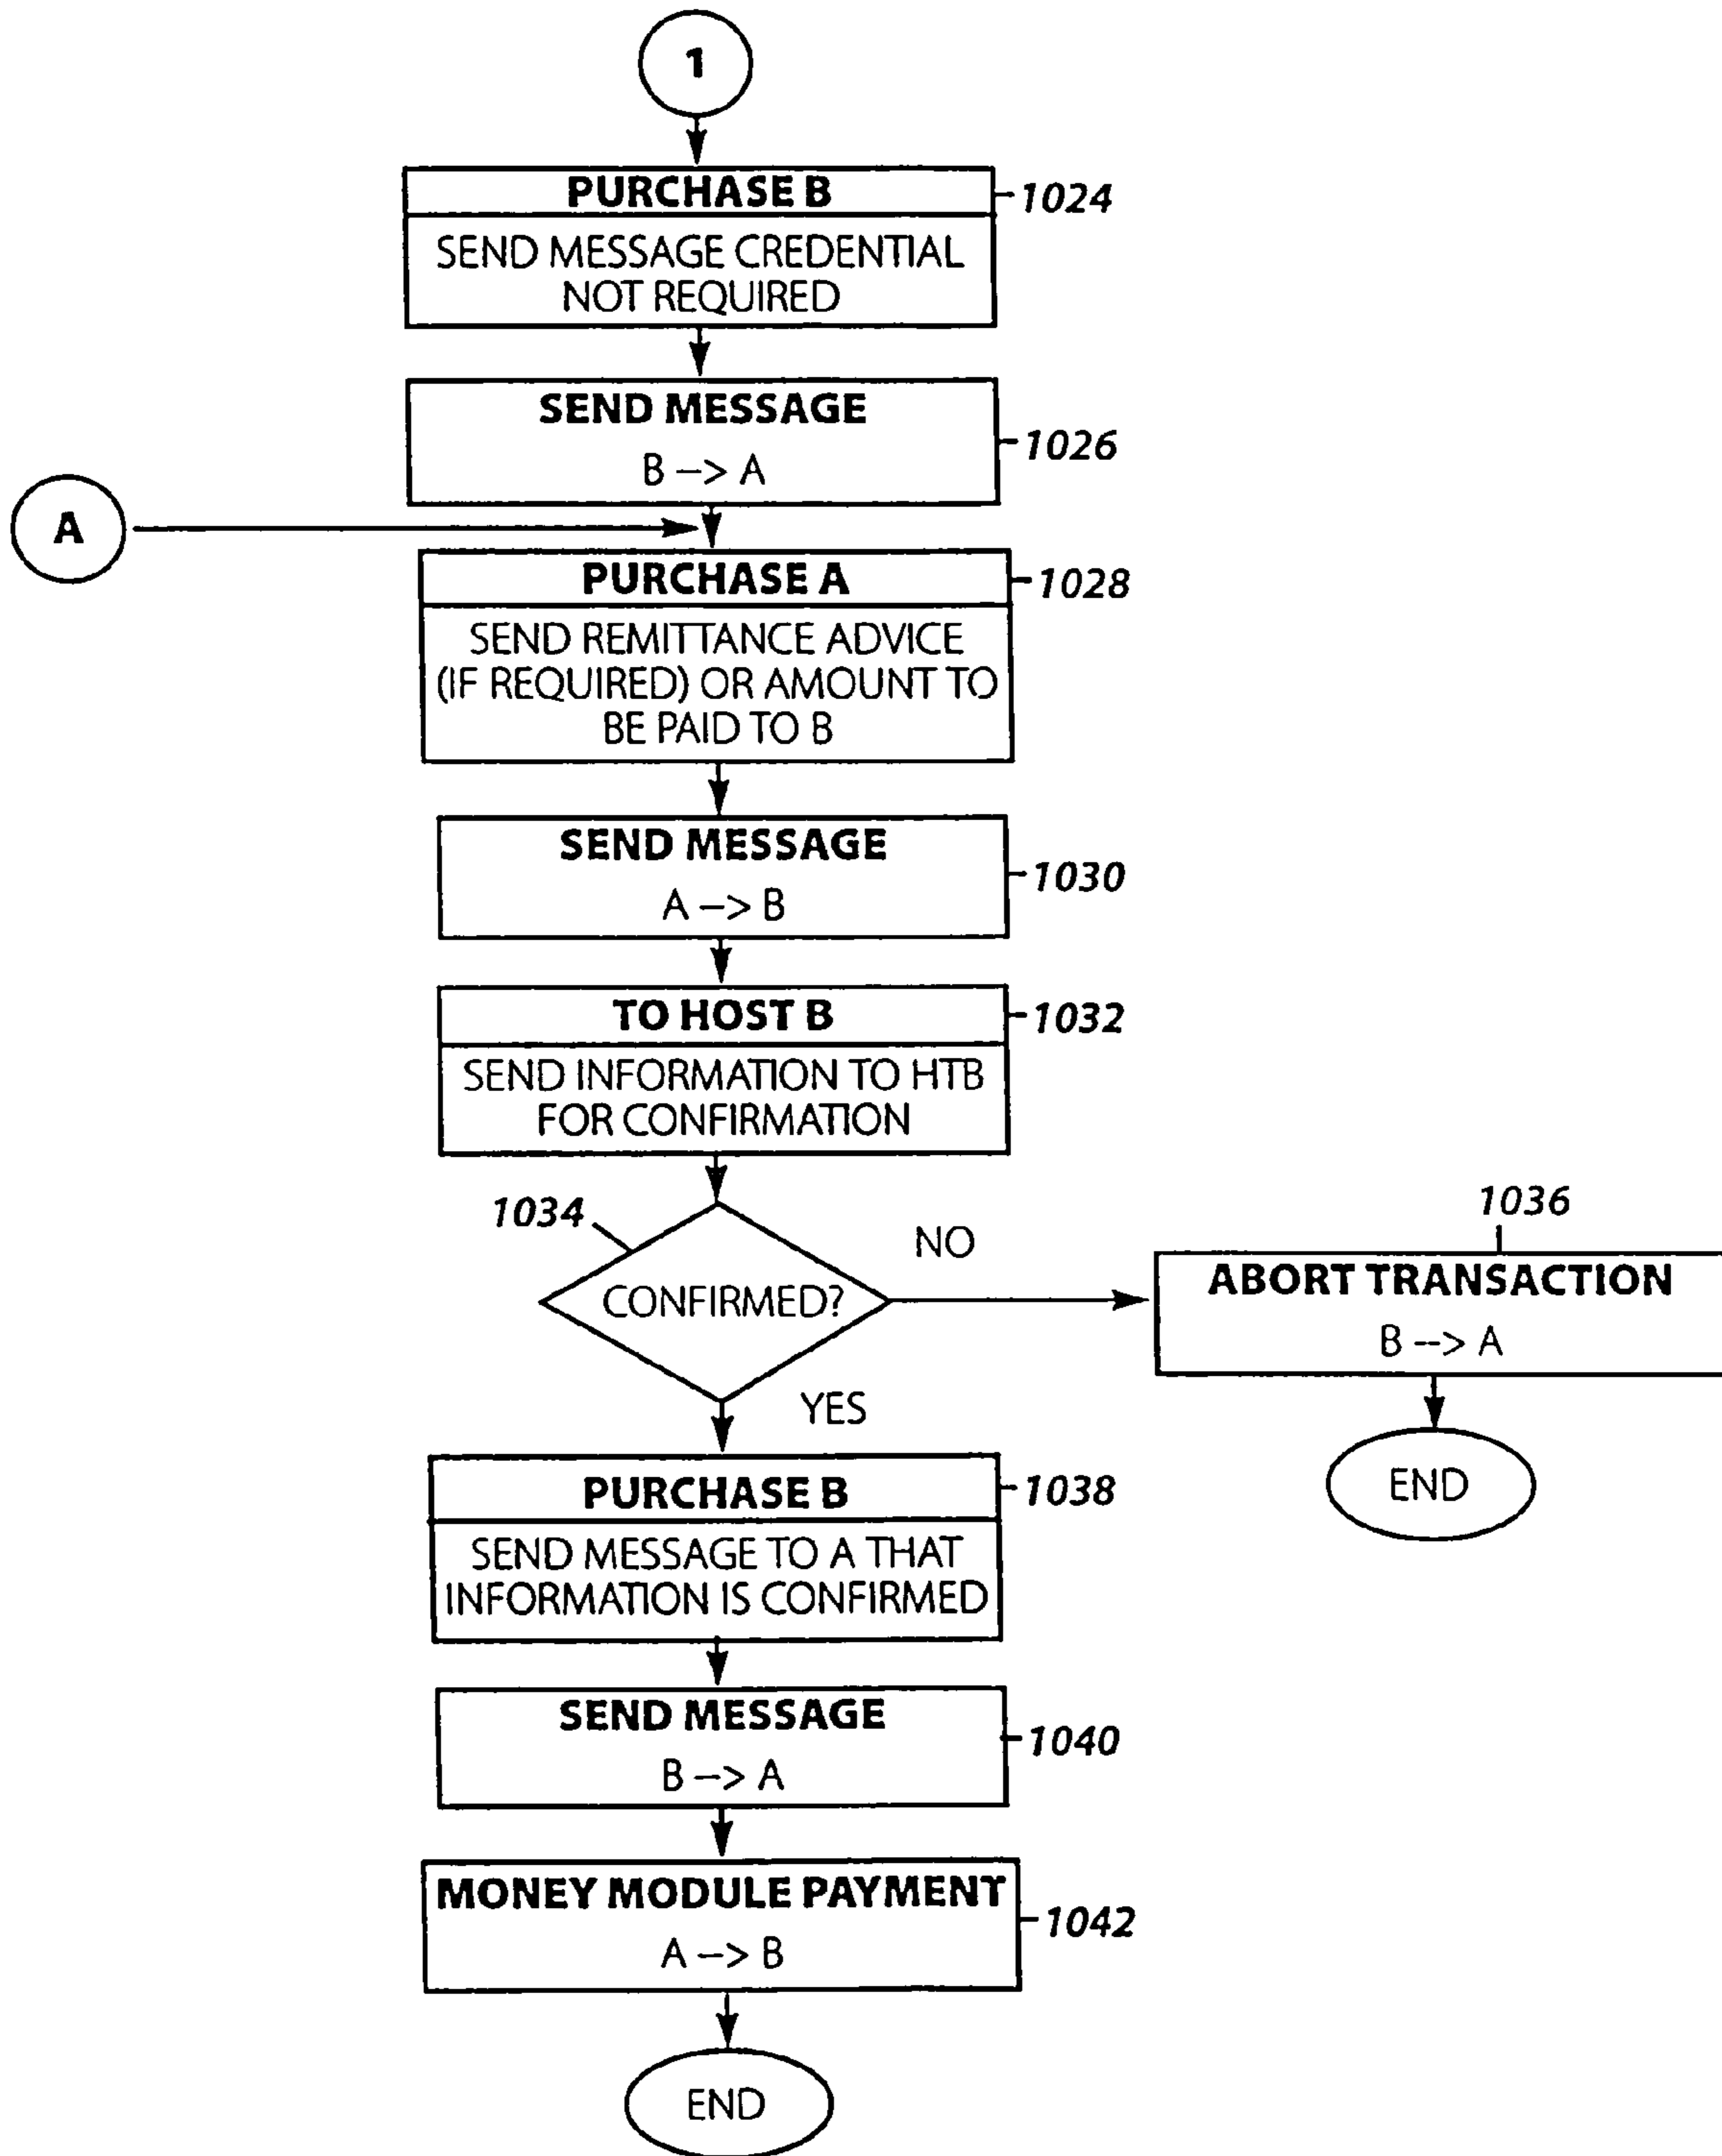 1
PURCHASE B
1024
SEND MESSAGE CREDENTIAL
NOT REQUIRED
SEND MESSAGE
1026
B --> A
A
PURCHASE A
1028
SEND REMITTANCE ADVICE
(IF REQUIRED) OR AMOUNT TO
BE PAID TO B
SEND MESSAGE
1030
A --> B
TO HOST B
1032
SEND INFORMATION TO HTB
FOR CONFIRMATION
1034
CONFIRMED?
NO
1036
ABORT TRANSACTION
B --> A
END
YES
PURCHASE B
1038
SEND MESSAGE TO A THAT
INFORMATION IS CONFIRMED
SEND MESSAGE
1040
B --> A
MONEY MODULE PAYMENT
1042
A --> B
END